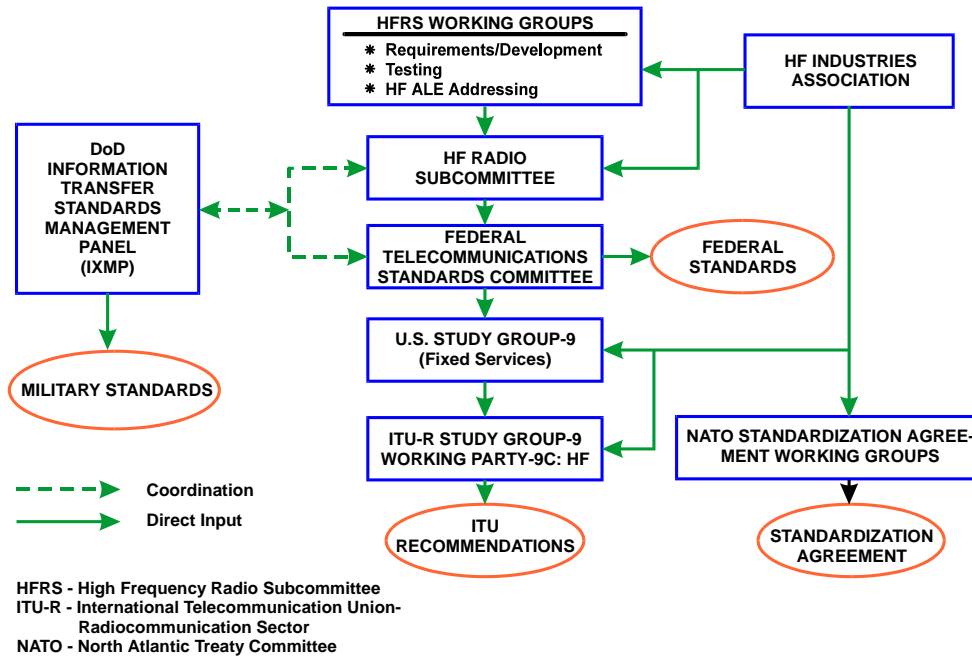 HFRS WORKING GROUPS
* Requirements/Development
* Testing
* HF ALE Addressing
HF INDUSTRIES
ASSOCIATION
DoD
INFORMATION
TRANSFER
STANDARDS
MANAGEMENT
PANEL
(IXMP)
HF RADIO
SUBCOMMITTEE
FEDERAL
TELECOMMUNICATIONS
STANDARDS COMMITTEE
FEDERAL
STANDARDS
U.S. STUDY GROUP-9
(Fixed Services)
MILITARY STANDARDS
ITU-R STUDY GROUP-9
WORKING PARTY-9C: HF
NATO STANDARDIZATION AGREE-
MENT WORKING GROUPS
Coordination
Direct Input
ITU
RECOMMENDATIONS
STANDARDIZATION
AGREEMENT
HFRS - High Frequency Radio Subcommittee
ITU-R - International Telecommunication Union-
Radiocommunication Sector
NATO - North Atlantic Treaty Committee